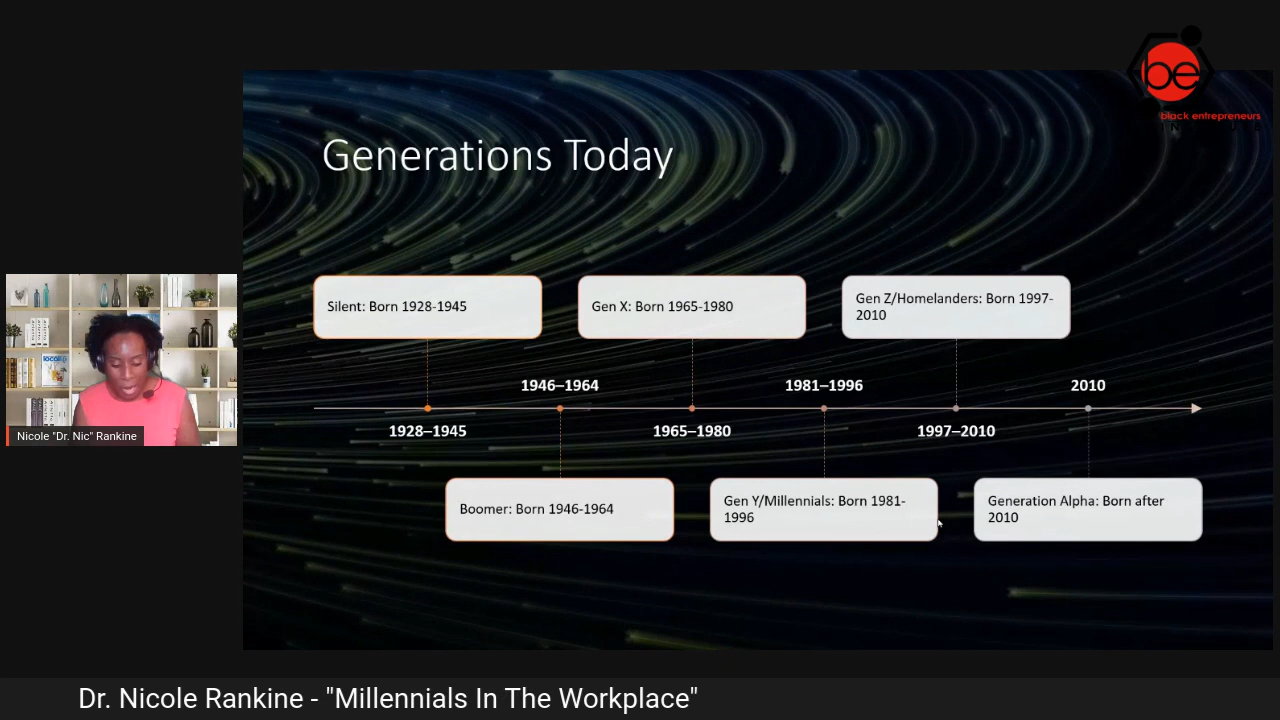 be
black entrepreneurs
Generations Today
Silent: Born 1928-1945
Gen X: Born 1965-1980
Gen Z/Homelanders: Born 1997-
2010
1946–1964
1981–1996
2010
1928–1945
1965–1980
1997–2010
Boomer: Born 1946-1964
Gen Y/Millennials: Born 1981-
1996
Generation Alpha: Born after
2010
Nicole "Dr. Nic" Rankine
Dr. Nicole Rankine - "Millennials In The Workplace"